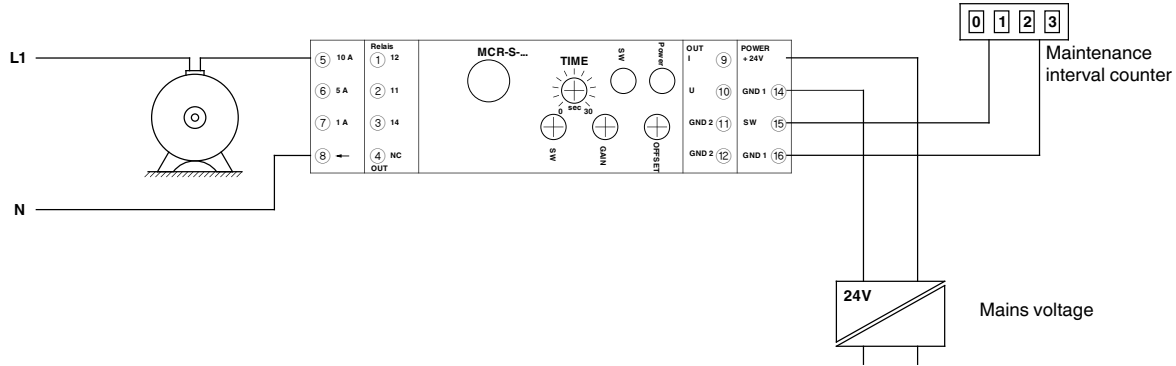 L1
N
5 10 A
6 5 A
7 1 A
8
Relais
1 12
2 11
3 14
4 NC
OUT
MCR-S-...
TIME
0 sec 30
SW
Power
SW
GAIN
OFFSET
OUT
I 9
U 10
GND 2 11
GND 2 12
POWER
+ 24V
GND 1 14
SW 15
GND 1 16
0 1 2 3
Maintenance
interval counter
24V
Mains voltage